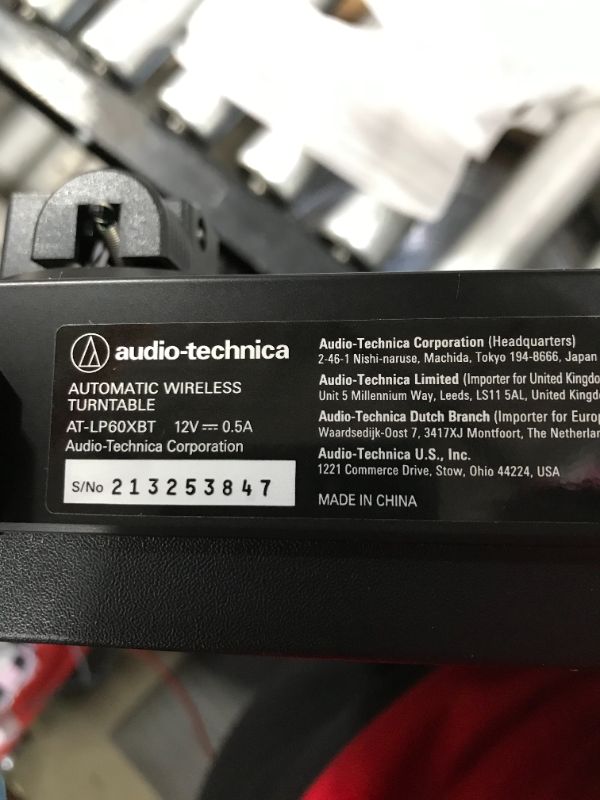 audio-technica
AUTOMATIC WIRELESS
TURNTABLE
AT-LP60XBT 12V⎓0.5A
Audio-Technica Corporation
S/No 213253847
Audio-Technica Corporation (Headquarters)
2-46-1 Nishi-naruse, Machida, Tokyo 194-8666, Japan
Audio-Technica Limited (Importer for United Kingdo
Unit 5 Millennium Way, Leeds, LS11 5AL, United Kingdo
Audio-Technica Dutch Branch (Importer for Europe
Waardsedijk-Oost 7, 3417XJ Montfoort, The Netherlan
Audio-Technica U.S., Inc.
1221 Commerce Drive, Stow, Ohio 44224, USA
MADE IN CHINA